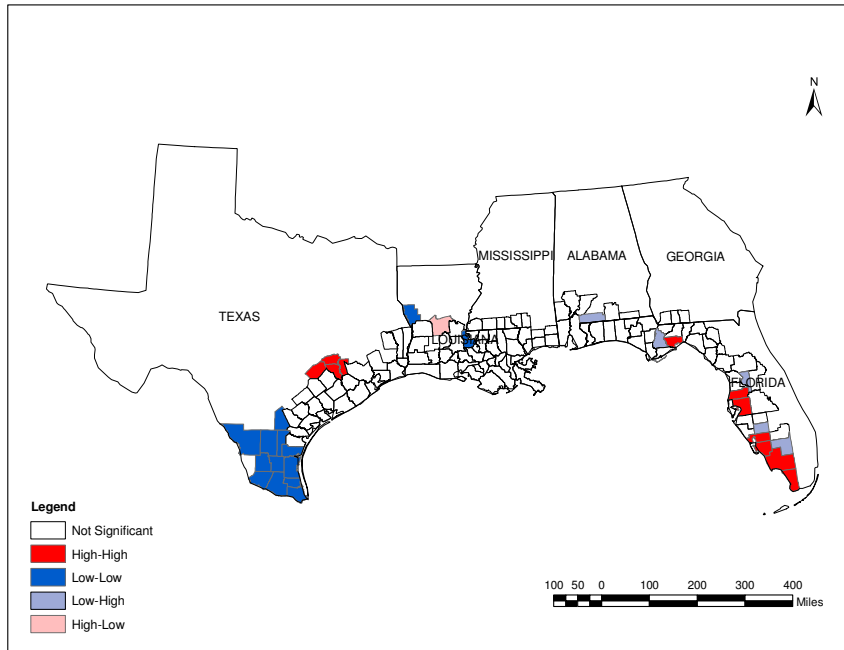 N
MISSISSIPPI ALABAMA GEORGIA
TEXAS
LOUISIANA
FLORIDA
Legend
Not Significant
High-High
Low-Low
Low-High
High-Low
100 50 0 100 200 300 400
Miles